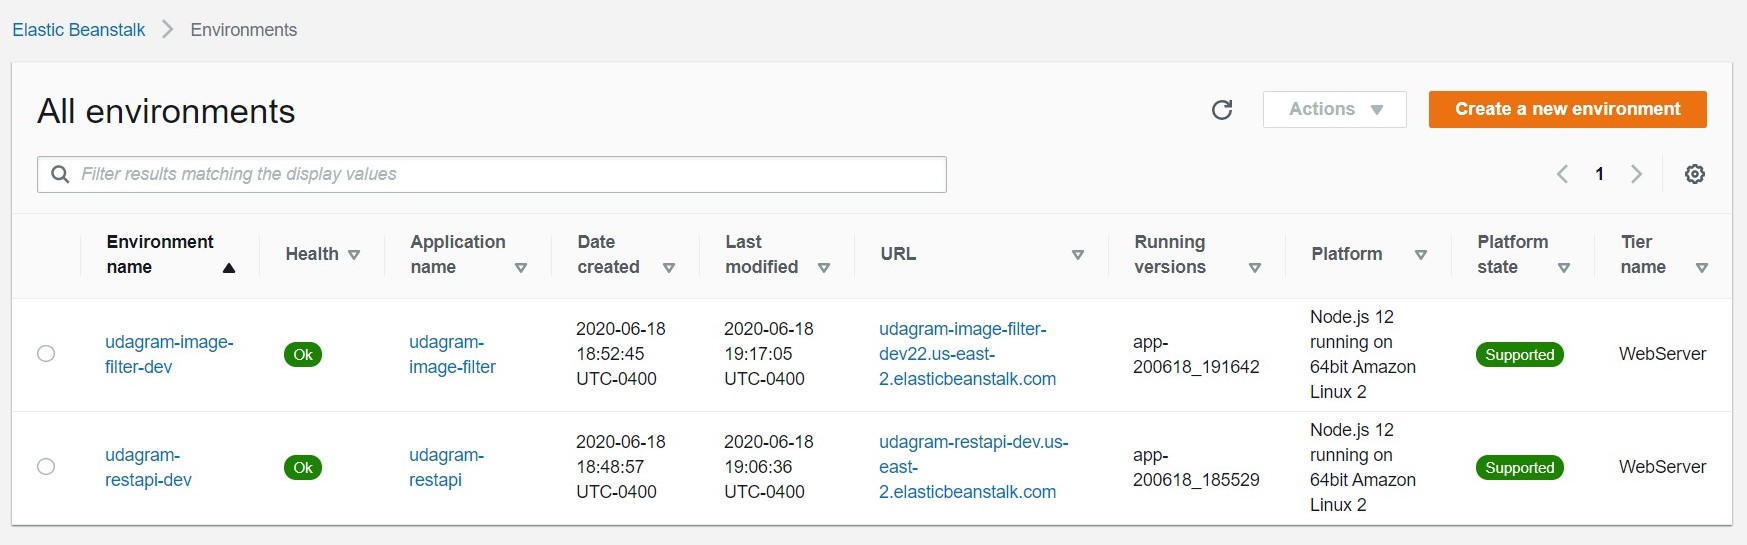 Elastic Beanstalk > Environments
All environments
Actions
Create a new environment
Filter results matching the display values
1
Environment name
Health
Application name
Date created
Last modified
URL
Running versions
Platform
Platform state
Tier name
udagram-image-
filter-dev
Ok
udagram-
image-filter
2020-06-18
18:52:45
UTC-0400
2020-06-18
19:17:05
UTC-0400
udagram-image-filter-
dev22.us-east-
2.elasticbeanstalk.com
app-
200618_191642
Node.js 12
running on
64bit Amazon
Linux 2
Supported
WebServer
udagram-
restapi-dev
Ok
udagram-
restapi
2020-06-18
18:48:57
UTC-0400
2020-06-18
19:06:36
UTC-0400
udagram-restapi-dev.us-
east-
2.elasticbeanstalk.com
app-
200618_185529
Node.js 12
running on
64bit Amazon
Linux 2
Supported
WebServer